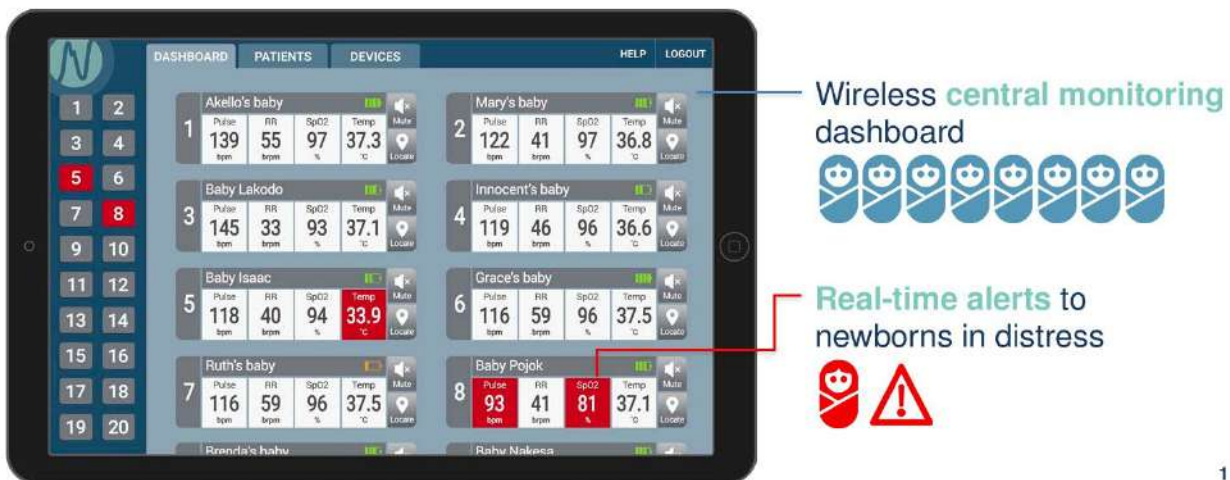 DASHBOARD PATIENTS DEVICES HELP LOGOUT
1 2
3 4
5 6
7 8
9 10
11 12
13 14
15 16
17 18
19 20
1
Akello's baby
Pulse RR SpO2 Temp Mute
139 55 97 37.3
bpm brpm % °C Locate
2
Mary's baby
Pulse RR SpO2 Temp Mute
122 41 97 36.8
bpm brpm % °C Locate
3
Baby Lakodo
Pulse RR SpO2 Temp Mute
145 33 93 37.1
bpm brpm % °C Locate
4
Innocent's baby
Pulse RR SpO2 Temp Mute
119 46 96 36.6
bpm brpm % °C Locate
5
Baby Isaac
Pulse RR SpO2 Temp Mute
118 40 94 33.9
bpm brpm % °C Locate
6
Grace's baby
Pulse RR SpO2 Temp Mute
116 59 96 37.5
bpm brpm % °C Locate
7
Ruth's baby
Pulse RR SpO2 Temp Mute
116 59 96 37.5
bpm brpm % °C Locate
8
Baby Pojok
Pulse RR SpO2 Temp Mute
93 41 81 37.1
bpm brpm % °C Locate
Brenda's baby
Baby Nakesa
Wireless central monitoring
dashboard
Real-time alerts to
newborns in distress
1